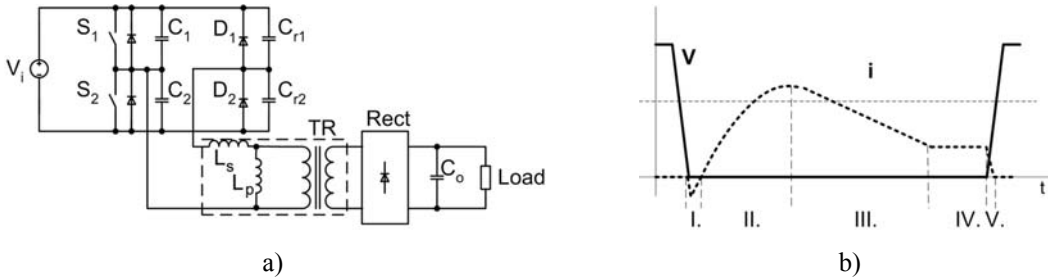 S1 C1 D1 Cr1
Vi
S2 C2 D2 Cr2
TR Rect
Ls
Lp
Co Load
a)
V i
t
I. II. III. IV. V.
b)